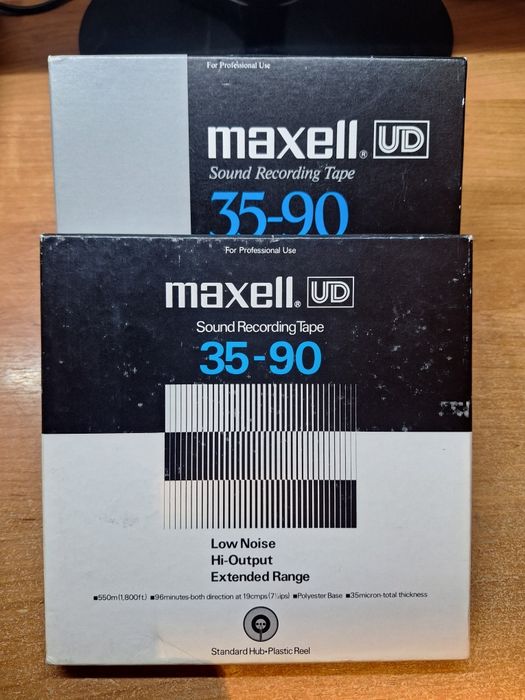 For Professional Use
maxell® UD
Sound Recording Tape
35-90
For Professional Use
maxell® UD
Sound Recording Tape
35-90
Low Noise
Hi-Output
Extended Range
■550m(1,800ft) ■96minutes-both direction at 19cmps(7½ips) ■Polyester Base ■35micron-total thickness
Standard Hub•Plastic Reel